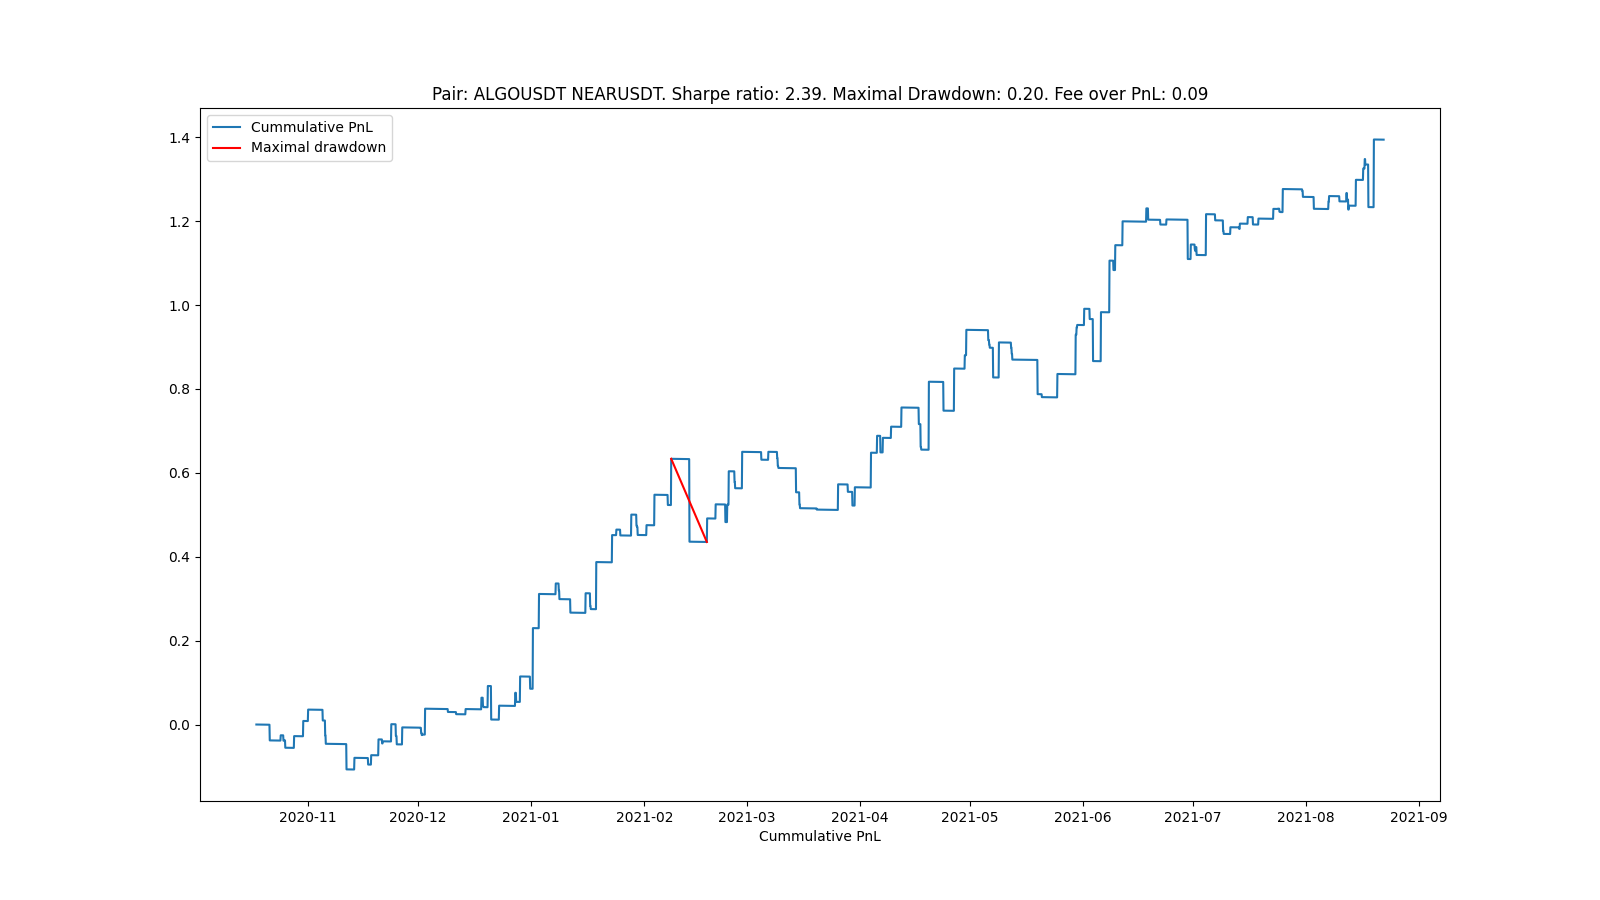 Pair: ALGOUSDT NEARUSDT. Sharpe ratio: 2.39. Maximal Drawdown: 0.20. Fee over PnL: 0.09
Cummulative PnL
Maximal drawdown
1.4
1.2
1.0
0.8
0.6
0.4
0.2
0.0
2020-11 2020-12 2021-01 2021-02 2021-03 2021-04 2021-05 2021-06 2021-07 2021-08 2021-09
Cummulative PnL